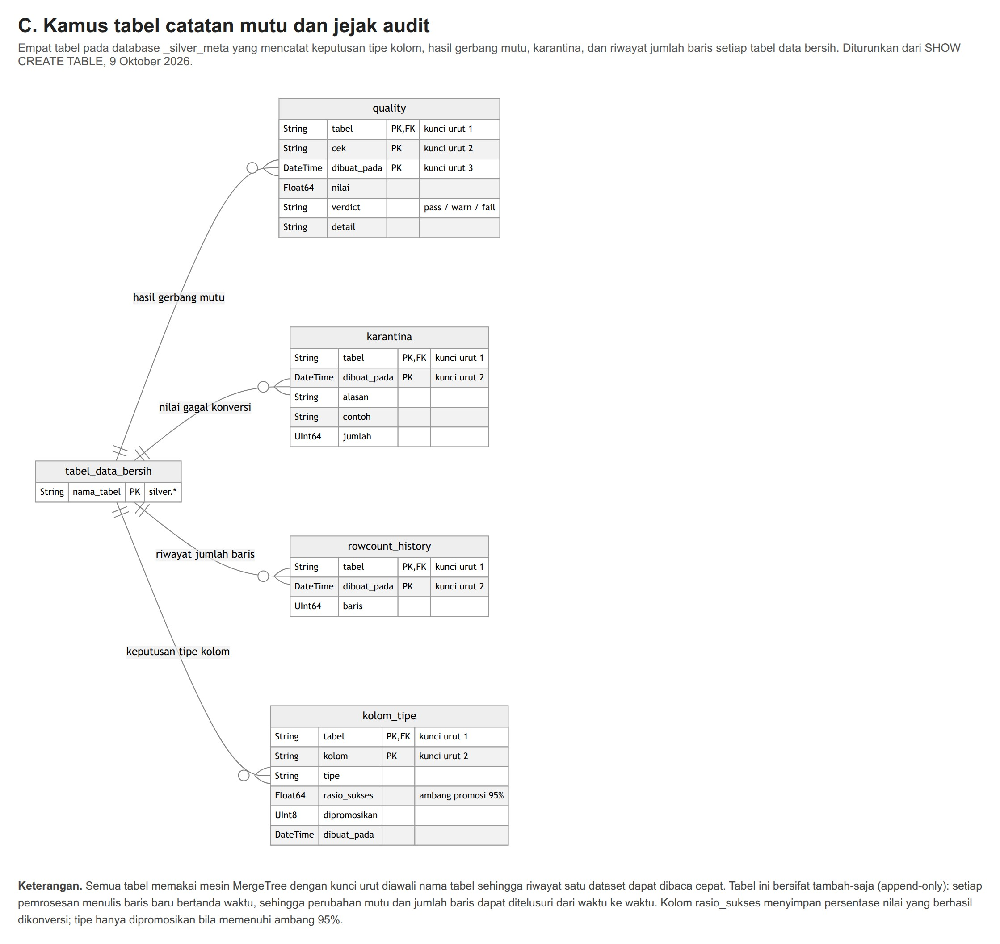 C. Kamus tabel catatan mutu dan jejak audit
Empat tabel pada database _silver_meta yang mencatat keputusan tipe kolom, hasil gerbang mutu, karantina, dan riwayat jumlah baris setiap tabel data bersih. Diturunkan dari SHOW
CREATE TABLE, 9 Oktober 2026.
quality
String tabel PK,FK kunci urut 1
String cek PK kunci urut 2
DateTime dibuat_pada PK kunci urut 3
Float64 nilai
String verdict pass / warn / fail
String detail
hasil gerbang mutu
karantina
String tabel PK,FK kunci urut 1
DateTime dibuat_pada PK kunci urut 2
String alasan
String contoh
UInt64 jumlah
nilai gagal konversi
tabel_data_bersih
String nama_tabel PK silver.*
rowcount_history
String tabel PK,FK kunci urut 1
DateTime dibuat_pada PK kunci urut 2
UInt64 baris
riwayat jumlah baris
keputusan tipe kolom
kolom_tipe
String tabel PK,FK kunci urut 1
String kolom PK kunci urut 2
String tipe
Float64 rasio_sukses ambang promosi 95%
UInt8 dipromosikan
DateTime dibuat_pada
Keterangan. Semua tabel memakai mesin MergeTree dengan kunci urut diawali nama tabel sehingga riwayat satu dataset dapat dibaca cepat. Tabel ini bersifat tambah-saja (append-only): setiap
pemrosesan menulis baris baru bertanda waktu, sehingga perubahan mutu dan jumlah baris dapat ditelusuri dari waktu ke waktu. Kolom rasio_sukses menyimpan persentase nilai yang berhasil
dikonversi; tipe hanya dipromosikan bila memenuhi ambang 95%.